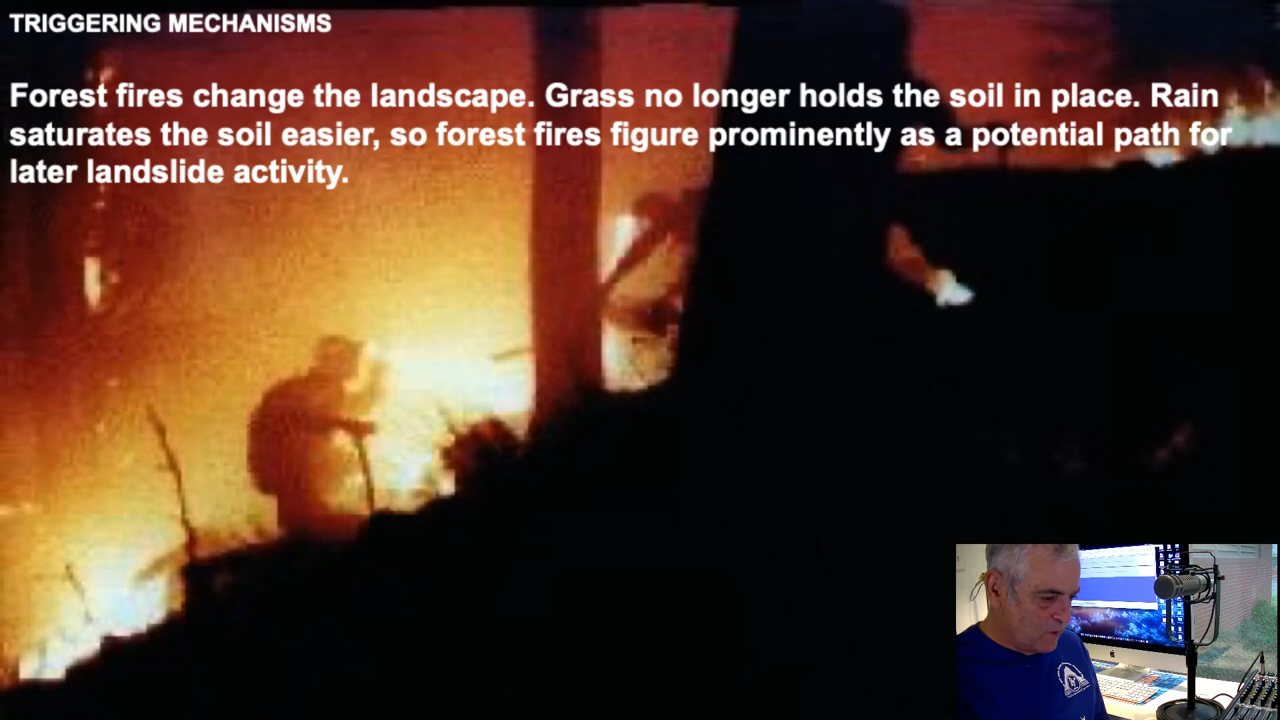 TRIGGERING MECHANISMS
Forest fires change the landscape. Grass no longer holds the soil in place. Rain
saturates the soil easier, so forest fires figure prominently as a potential path for
later landslide activity.